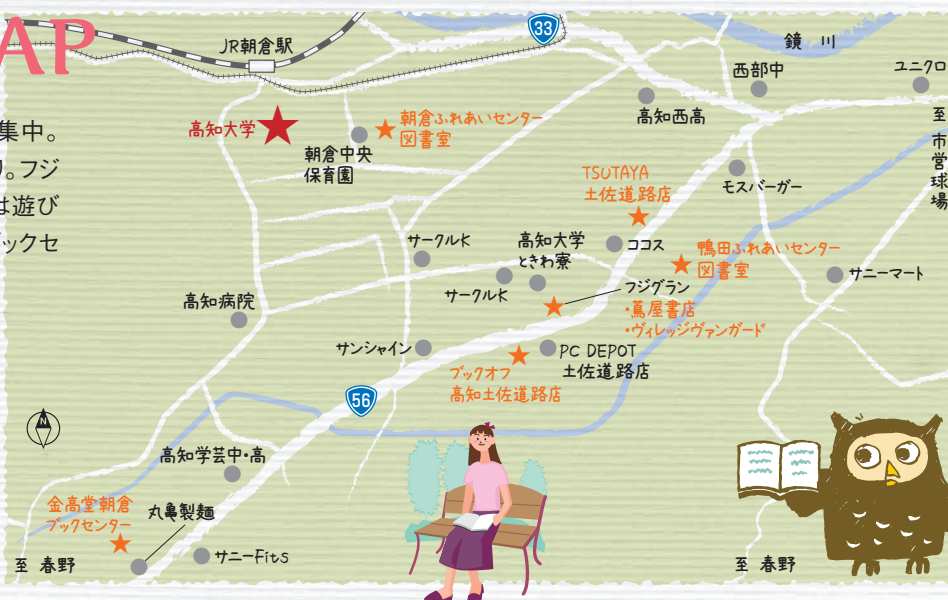 AP
集中。
り。フジ
は遊び
ブックセ
JR朝倉駅
33
鏡 川
西部中
ユニクロ
至 市営球場
高知西高
高知大学
朝倉ふれあいセンター
図書室
朝倉中央
保育園
モスバーガー
TSUTAYA
土佐道路店
ココス
鴨田ふれあいセンター
図書室
サニーマート
サークルK
高知大学
ときわ寮
サークルK
フジグラン
・蔦屋書店
・ヴィレッジヴァンガード
高知病院
サンシャイン
PC DEPOT
土佐道路店
ブックオフ
高知土佐道路店
56
N
高知学芸中・高
金高堂朝倉
ブックセンター
丸亀製麺
サニーFits
至 春野
至 春野